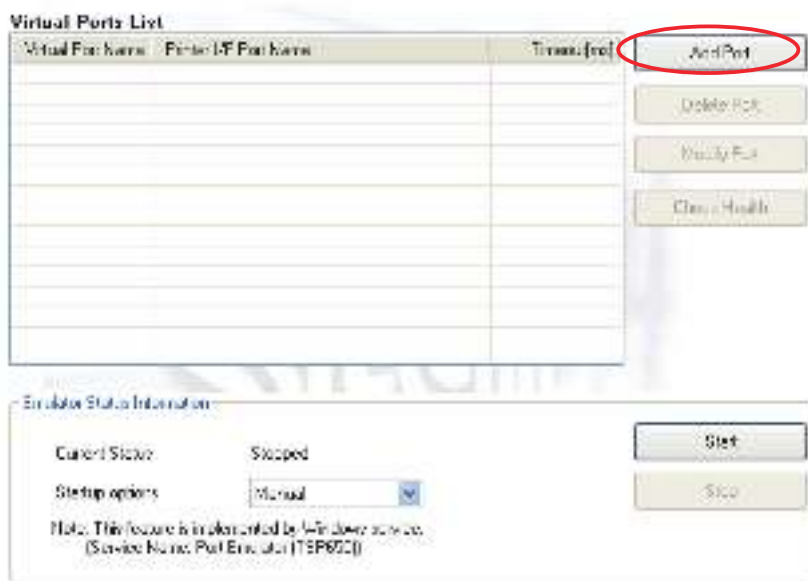 Virtual Ports List
Virtual Port Name Printer I/F Port Name Timeout[ms]
Add Port
Delete Port
Modify Port
Check Health
Emulator Status Information
Current Status Stopped
Startup options Manual
Note: This feature is implemented by Windows service.
(Service Name: Port Emulator (TSP650))
Start
Stop